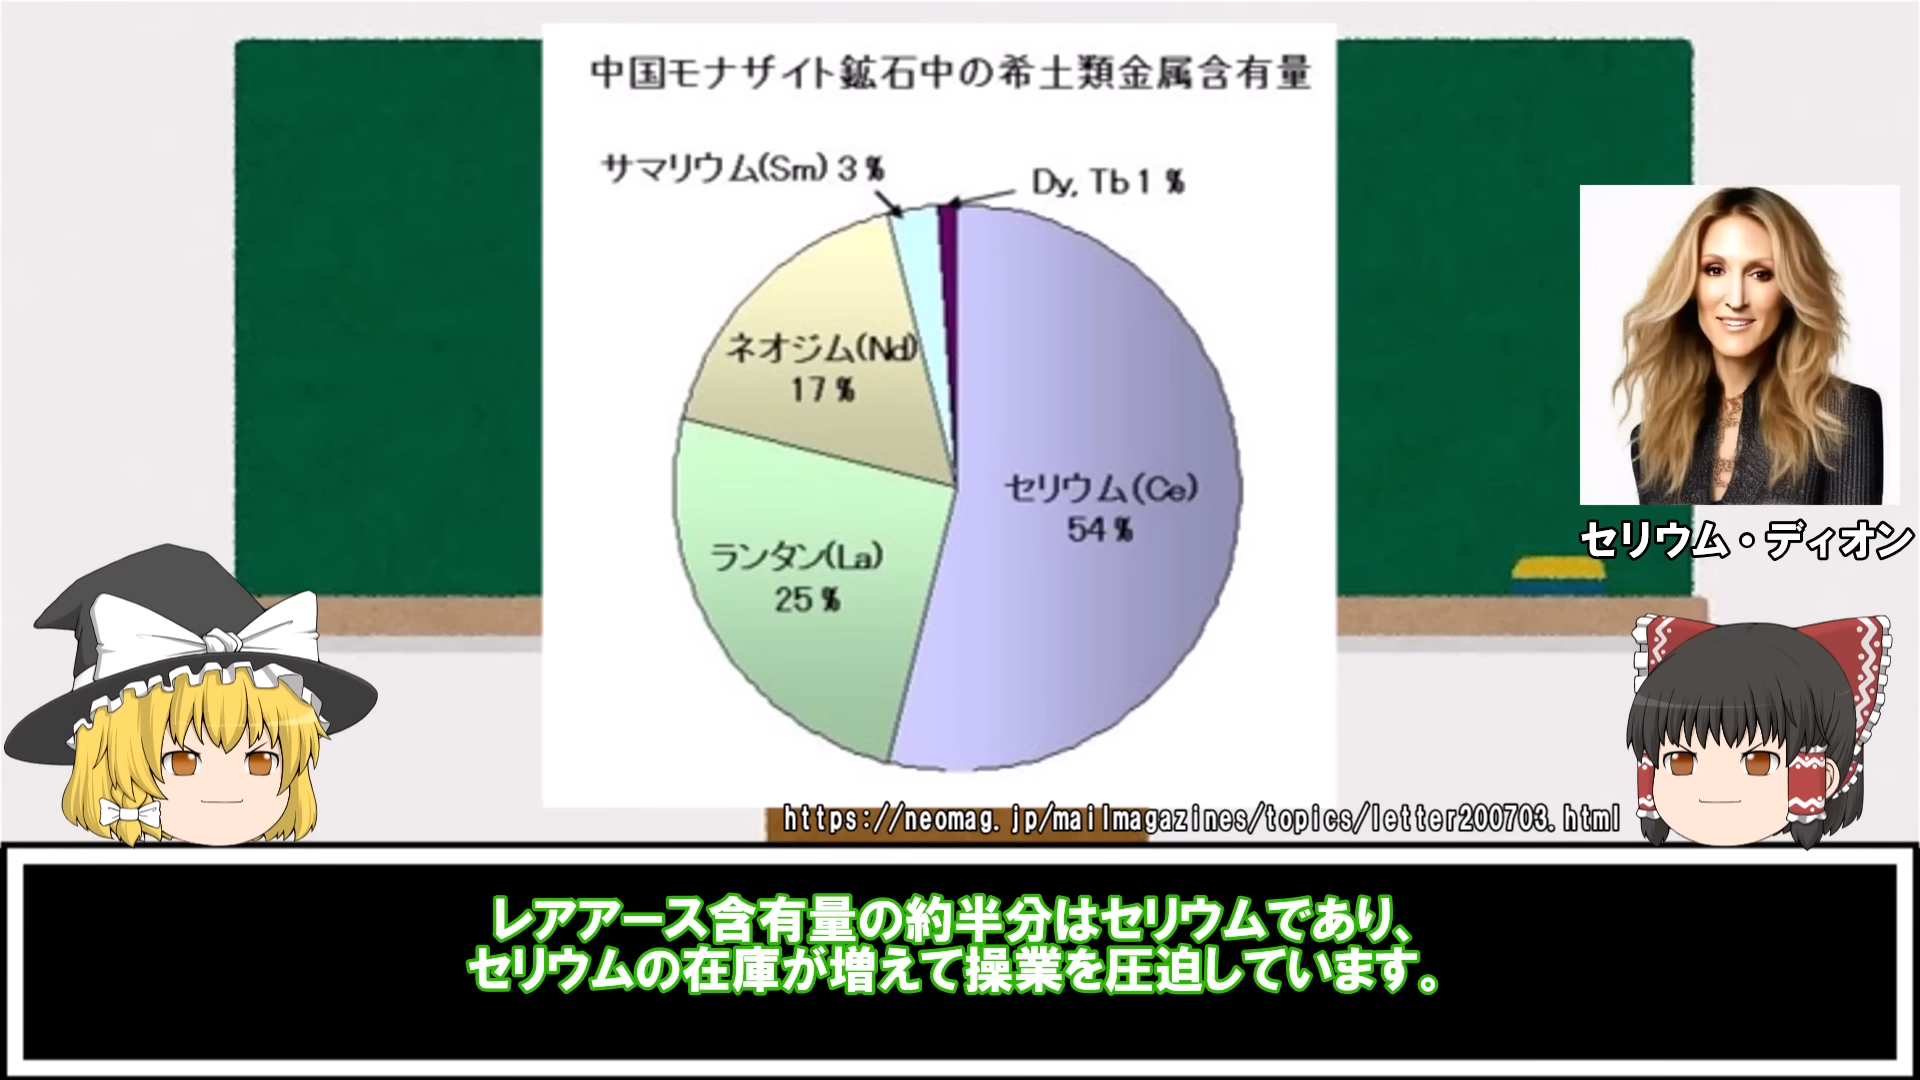 中国モナザイト鉱石中の希土類金属含有量
サマリウム(Sm) 3 %
Dy, Tb 1 %
ネオジム(Nd)
17 %
セリウム(Ce)
54 %
ランタン(La)
25 %
セリウム・ディオン
https://neomag.jp/mailmagazines/topics/letter200703.html
レアアース含有量の約半分はセリウムであり、
セリウムの在庫が増えて操業を圧迫しています。